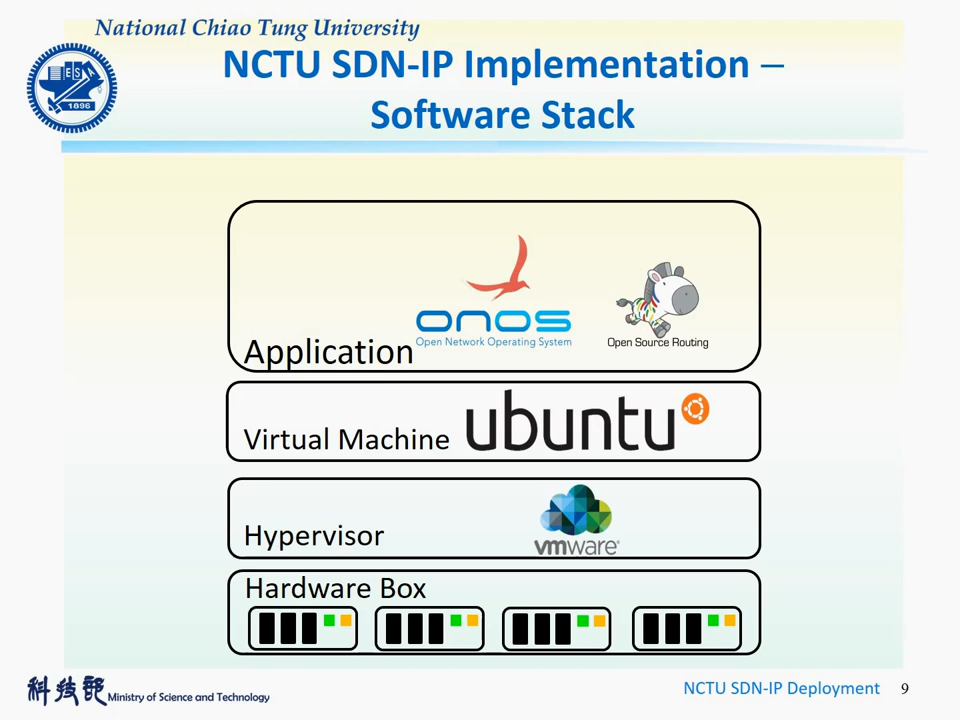 National Chiao Tung University
NCTU SDN-IP Implementation –
Software Stack
1896
onos
Open Network Operating System
Open Source Routing
Application
ubuntu
Virtual Machine
Hypervisor
vmware®
Hardware Box
科技部 Ministry of Science and Technology
NCTU SDN-IP Deployment 9